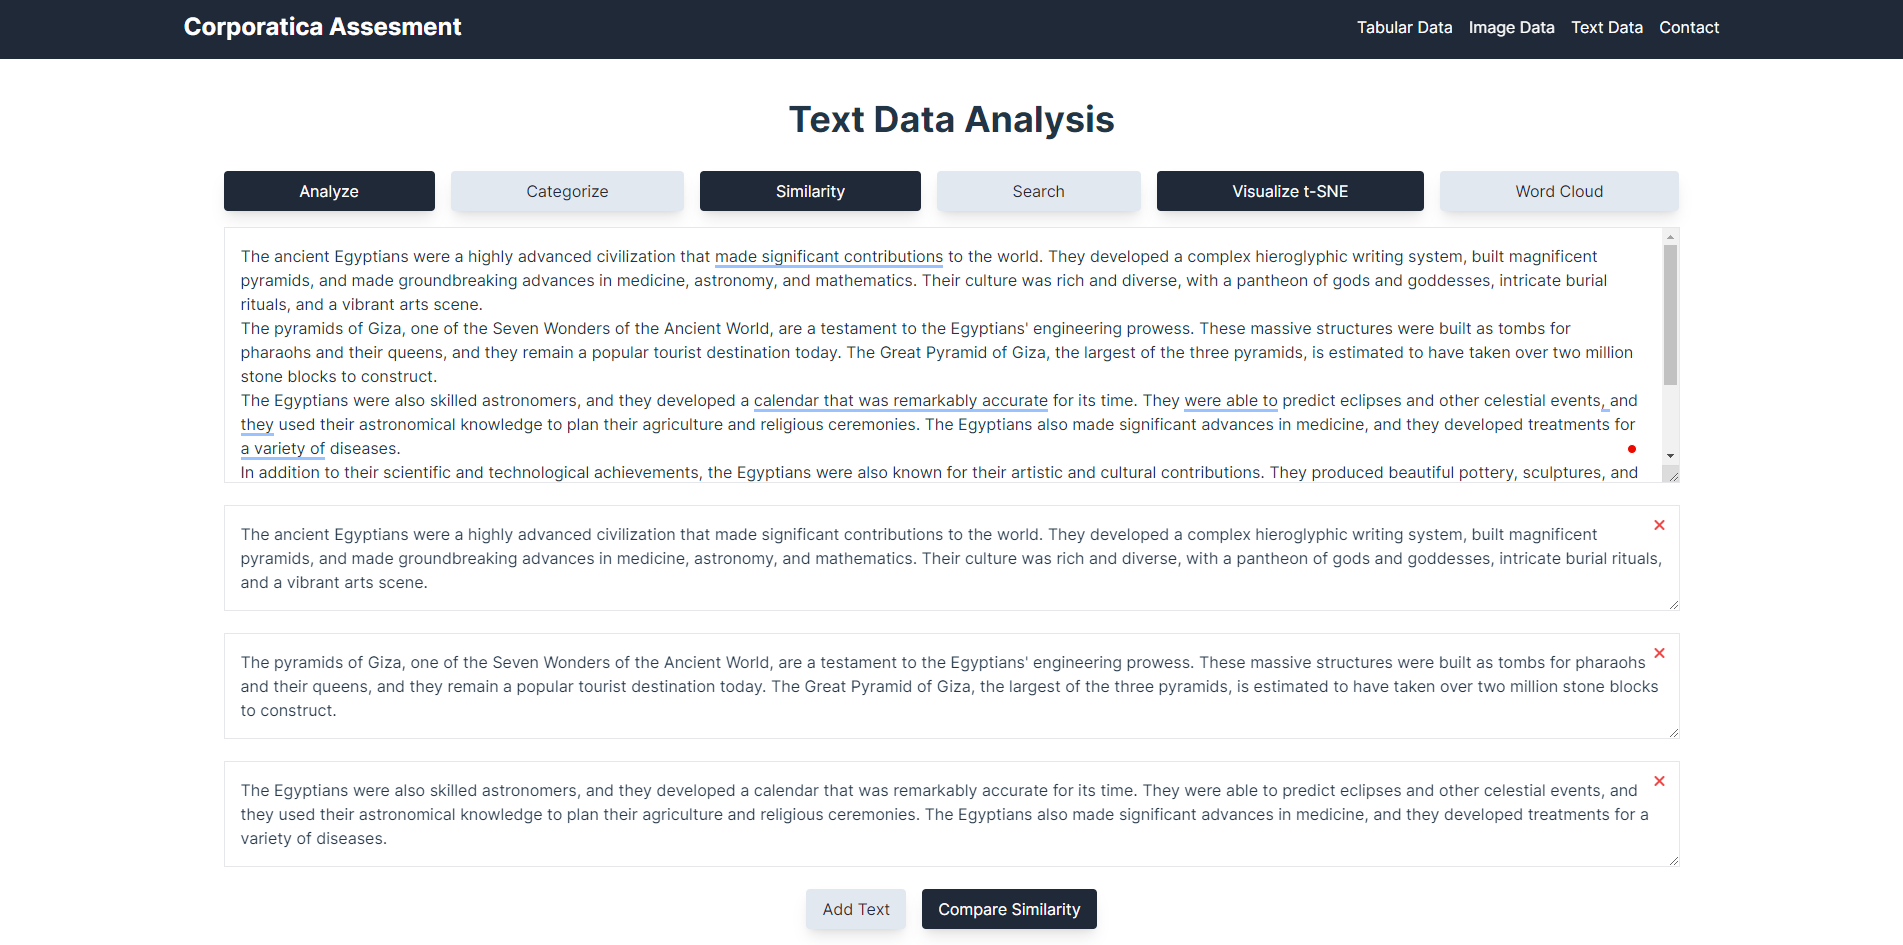 Corporatica Assesment
Tabular Data Image Data Text Data Contact
Text Data Analysis
Analyze Categorize Similarity Search Visualize t-SNE Word Cloud
The ancient Egyptians were a highly advanced civilization that made significant contributions to the world. They developed a complex hieroglyphic writing system, built magnificent
pyramids, and made groundbreaking advances in medicine, astronomy, and mathematics. Their culture was rich and diverse, with a pantheon of gods and goddesses, intricate burial
rituals, and a vibrant arts scene.
The pyramids of Giza, one of the Seven Wonders of the Ancient World, are a testament to the Egyptians' engineering prowess. These massive structures were built as tombs for
pharaohs and their queens, and they remain a popular tourist destination today. The Great Pyramid of Giza, the largest of the three pyramids, is estimated to have taken over two million
stone blocks to construct.
The Egyptians were also skilled astronomers, and they developed a calendar that was remarkably accurate for its time. They were able to predict eclipses and other celestial events, and
they used their astronomical knowledge to plan their agriculture and religious ceremonies. The Egyptians also made significant advances in medicine, and they developed treatments for
a variety of diseases.
In addition to their scientific and technological achievements, the Egyptians were also known for their artistic and cultural contributions. They produced beautiful pottery, sculptures, and
The ancient Egyptians were a highly advanced civilization that made significant contributions to the world. They developed a complex hieroglyphic writing system, built magnificent
pyramids, and made groundbreaking advances in medicine, astronomy, and mathematics. Their culture was rich and diverse, with a pantheon of gods and goddesses, intricate burial rituals,
and a vibrant arts scene.
The pyramids of Giza, one of the Seven Wonders of the Ancient World, are a testament to the Egyptians' engineering prowess. These massive structures were built as tombs for pharaohs
and their queens, and they remain a popular tourist destination today. The Great Pyramid of Giza, the largest of the three pyramids, is estimated to have taken over two million stone blocks
to construct.
The Egyptians were also skilled astronomers, and they developed a calendar that was remarkably accurate for its time. They were able to predict eclipses and other celestial events, and
they used their astronomical knowledge to plan their agriculture and religious ceremonies. The Egyptians also made significant advances in medicine, and they developed treatments for a
variety of diseases.
Add Text Compare Similarity